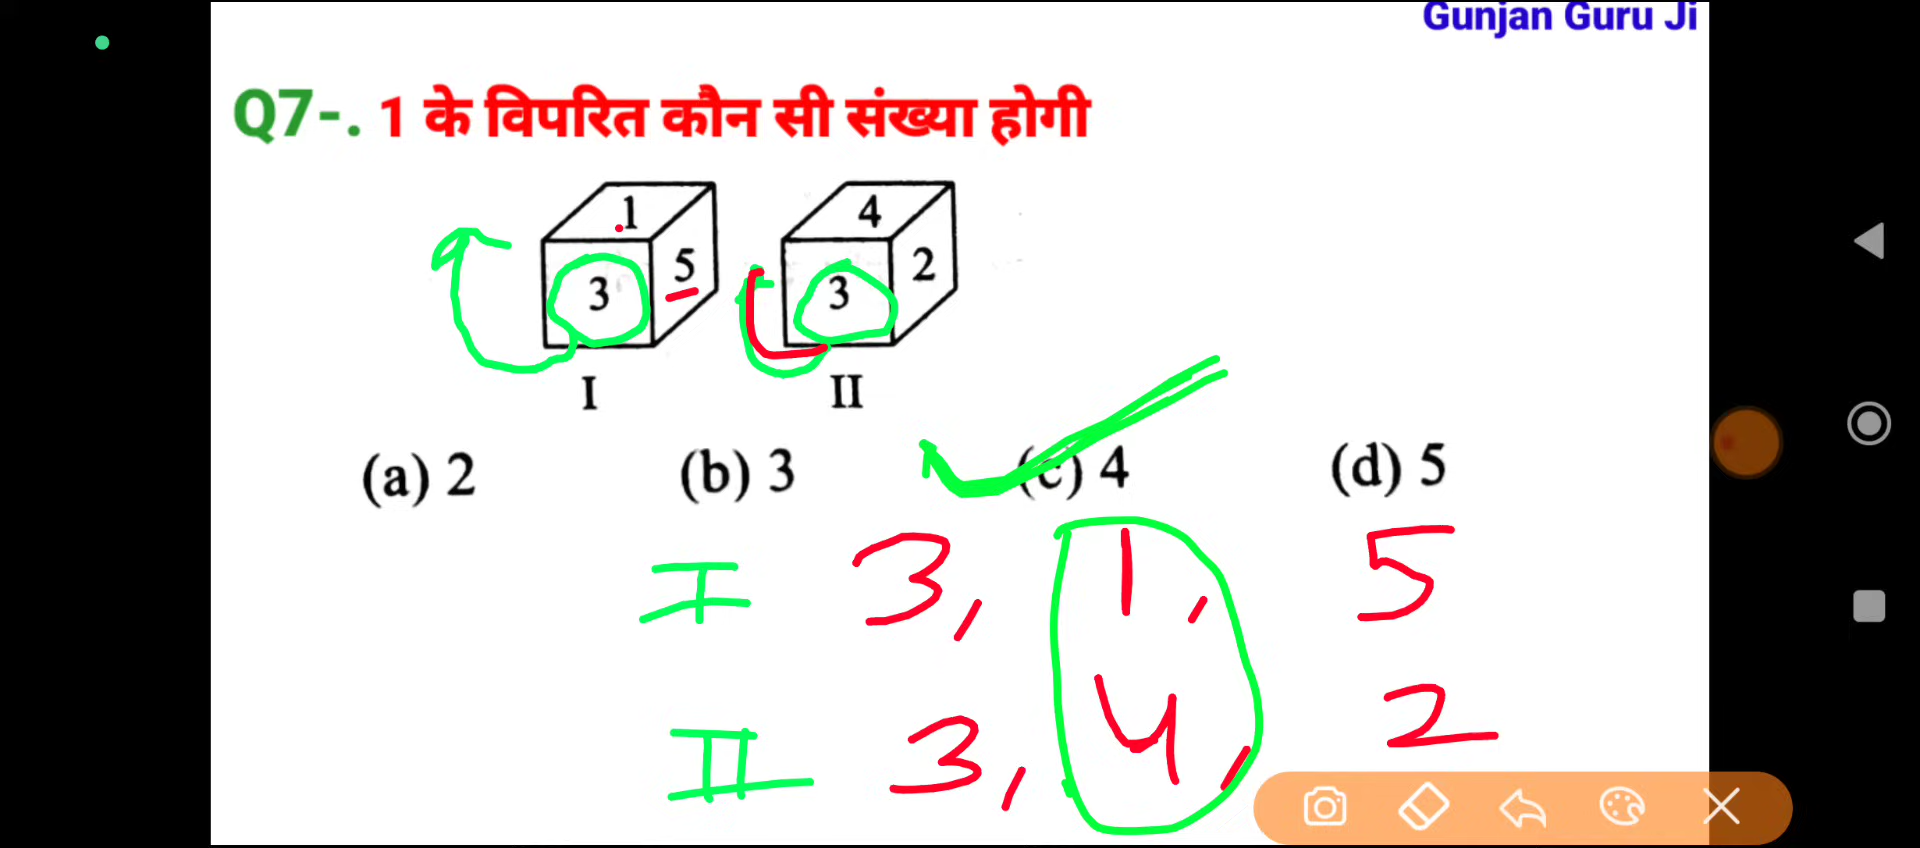 Gunjan Guru Ji
Q7-. 1 के विपरित कौन सी संख्या होगी
1 4
5 2
3 3
I II
(a) 2 (b) 3 (c) 4 (d) 5
I 3, 1, 5
II 3, 4, 2